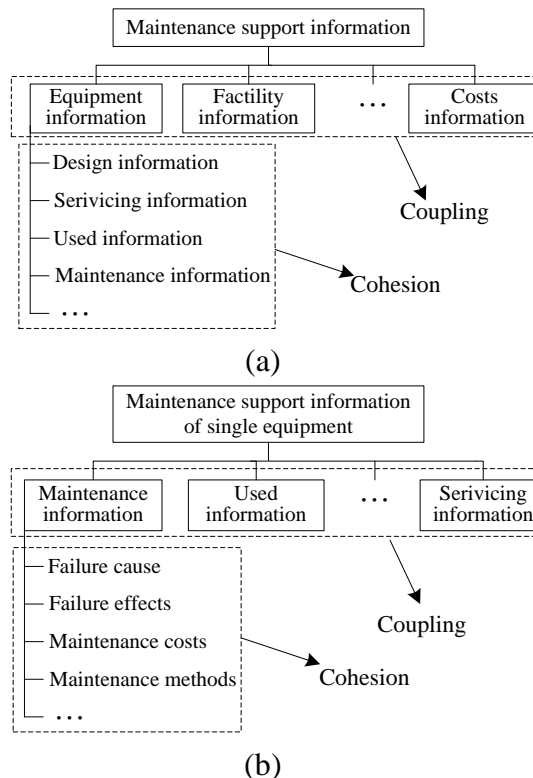 Maintenance support information
Equipment information
Factility information
...
Costs information
Design information
Serivicing information
Used information
Maintenance information
...
Coupling
Cohesion
(a)
Maintenance support information
of single equipment
Maintenance information
Used information
...
Serivicing information
Failure cause
Failure effects
Maintenance costs
Maintenance methods
...
Coupling
Cohesion
(b)